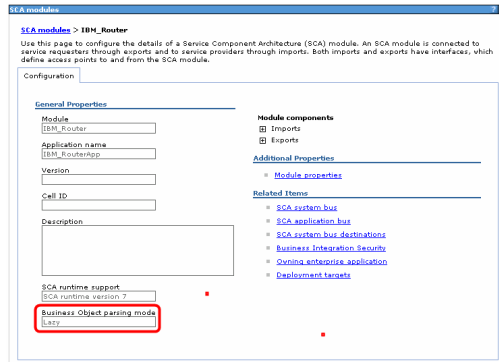 SCA modules
?
SCA modules > IBM_Router
Use this page to configure the details of a Service Component Architecture (SCA) module. An SCA module is connected to
service requesters through exports and to service providers through imports. Both imports and exports have interfaces, which
define access points to and from the SCA module.
Configuration
General Properties
Module
IBM_Router
Application name
IBM_RouterApp
Version
Cell ID
Description
SCA runtime support
SCA runtime version 7
Business Object parsing mode
Lazy
Module components
Imports
Exports
Additional Properties
Module properties
Related Items
SCA system bus
SCA application bus
SCA system bus destinations
Business Integration Security
Owning enterprise application
Deployment targets